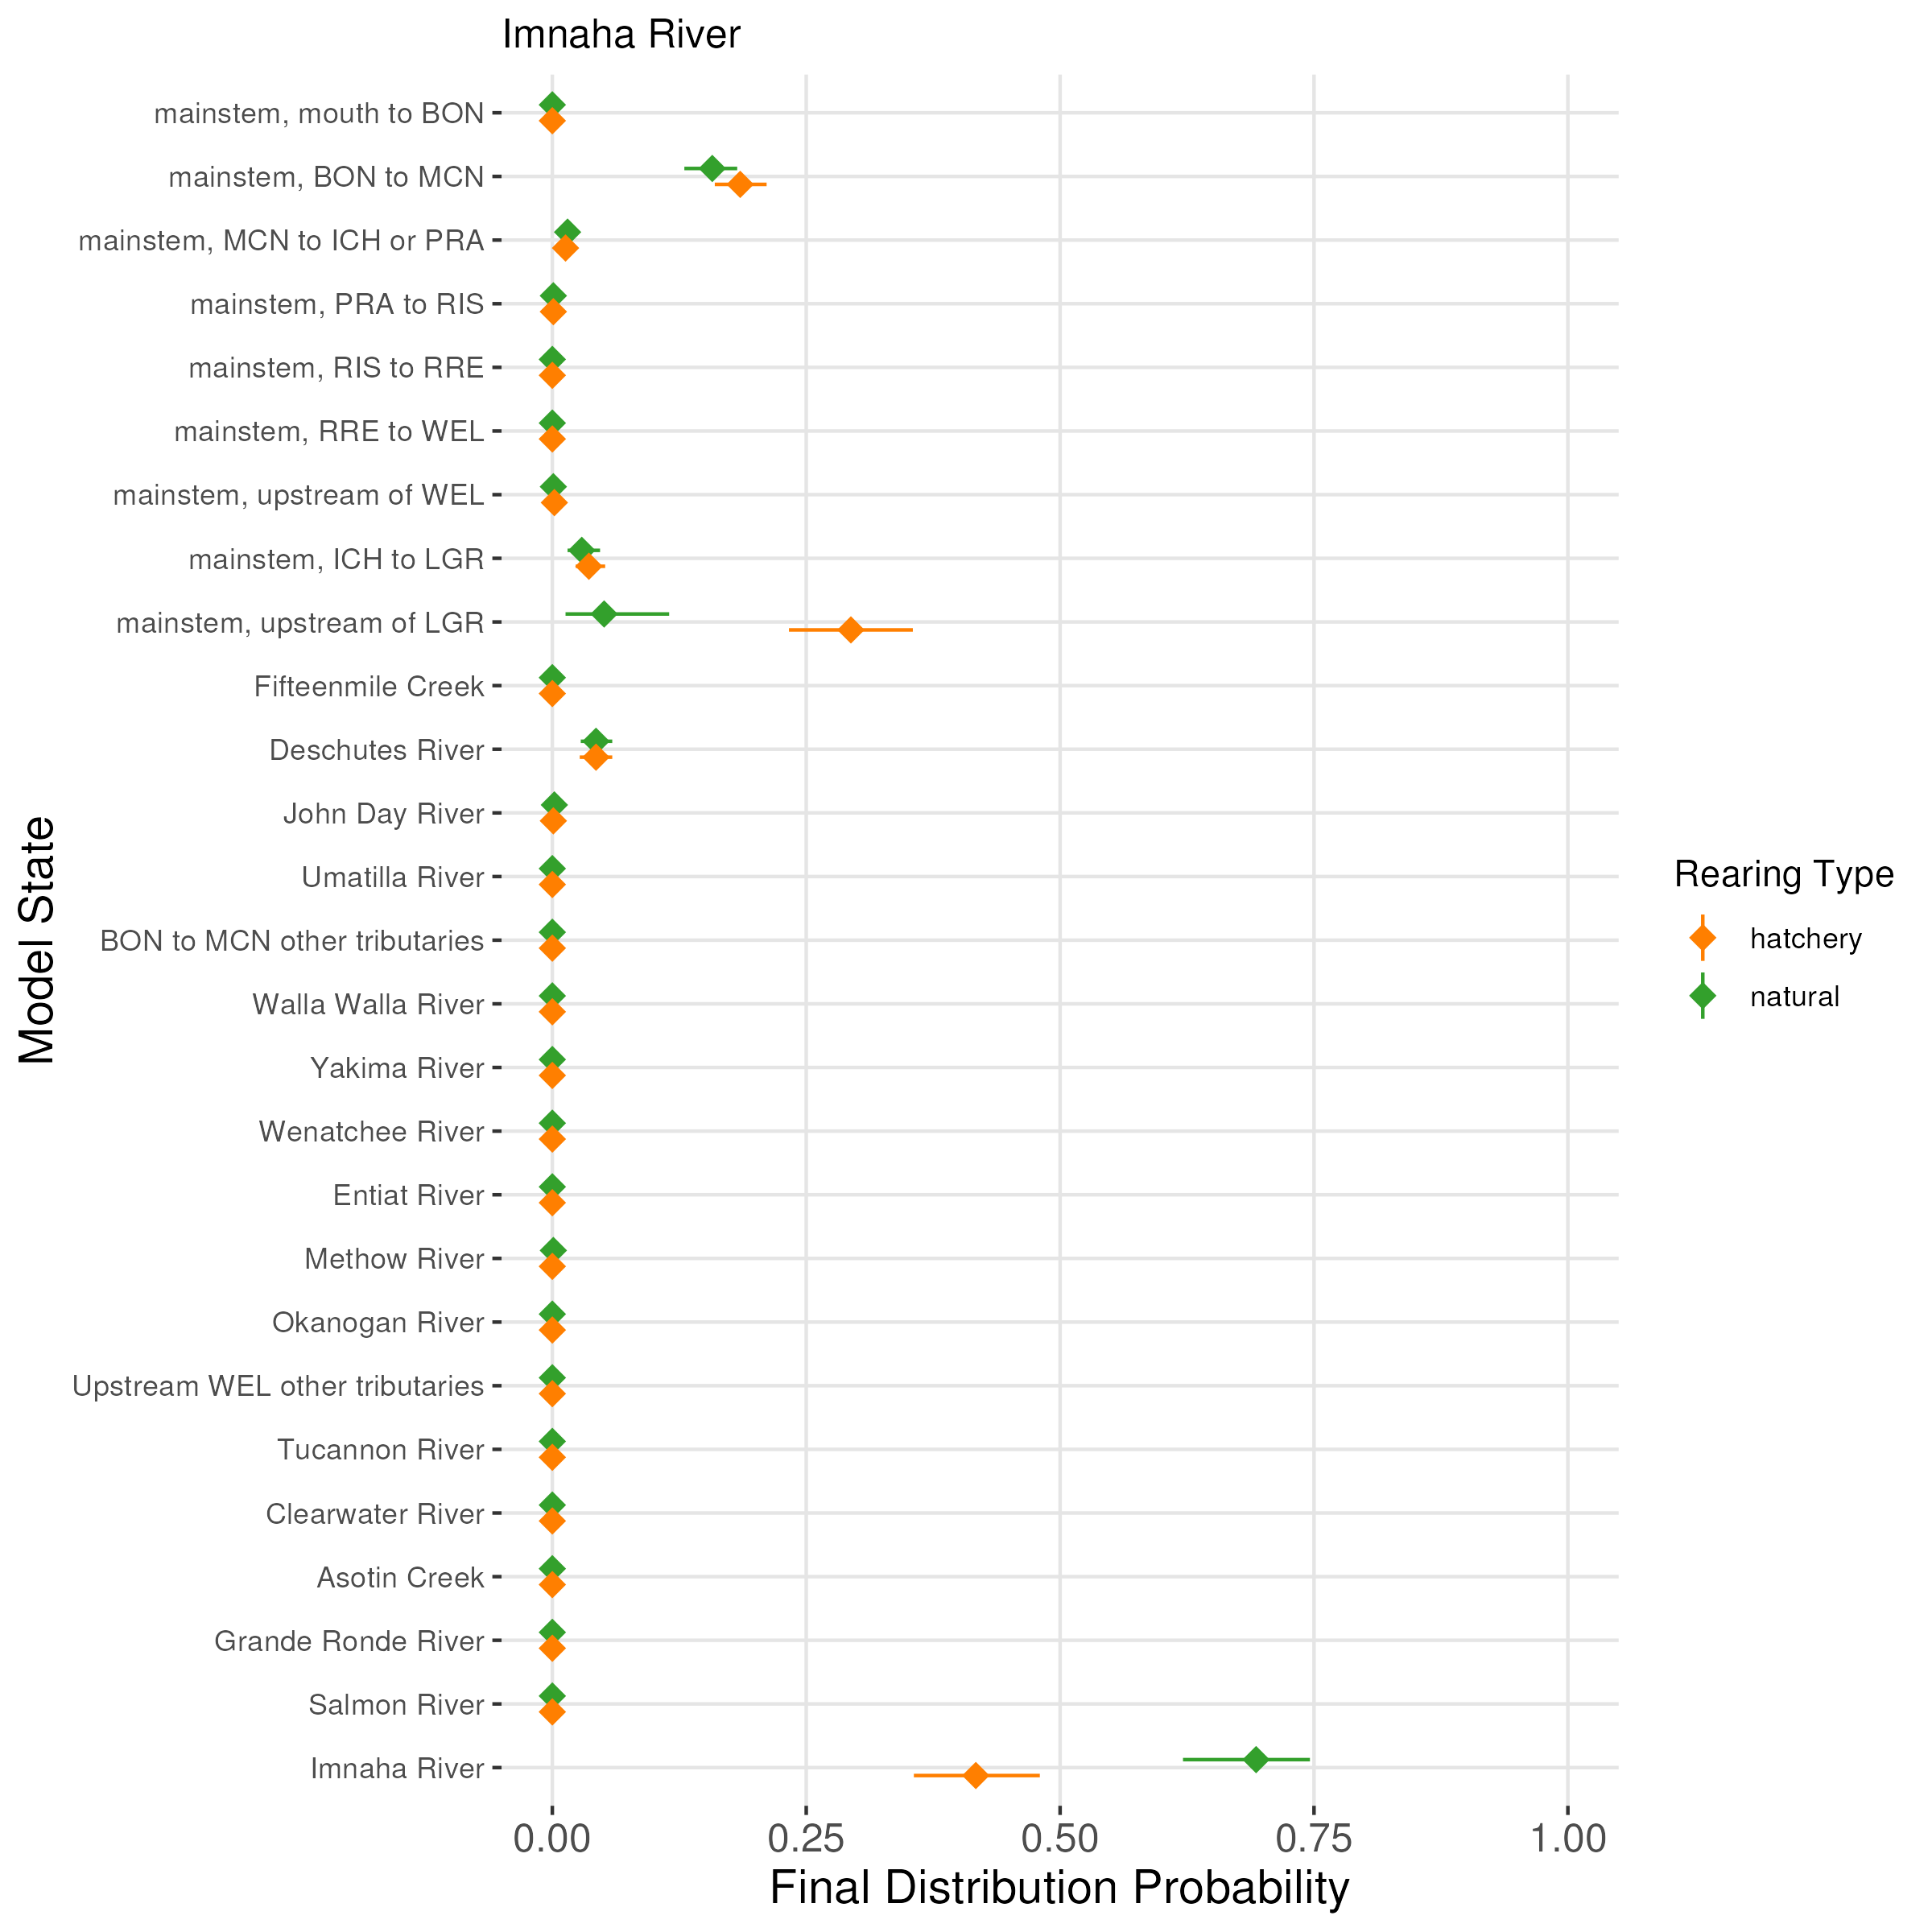 Imnaha River
mainstem, mouth to BON
mainstem, BON to MCN
mainstem, MCN to ICH or PRA
mainstem, PRA to RIS
mainstem, RIS to RRE
mainstem, RRE to WEL
mainstem, upstream of WEL
mainstem, ICH to LGR
mainstem, upstream of LGR
Fifteenmile Creek
Deschutes River
John Day River
Umatilla River
BON to MCN other tributaries
Walla Walla River
Yakima River
Wenatchee River
Entiat River
Methow River
Okanogan River
Upstream WEL other tributaries
Tucannon River
Clearwater River
Asotin Creek
Grande Ronde River
Salmon River
Imnaha River
Model State
0.00 0.25 0.50 0.75 1.00
Final Distribution Probability
Rearing Type
hatchery
natural